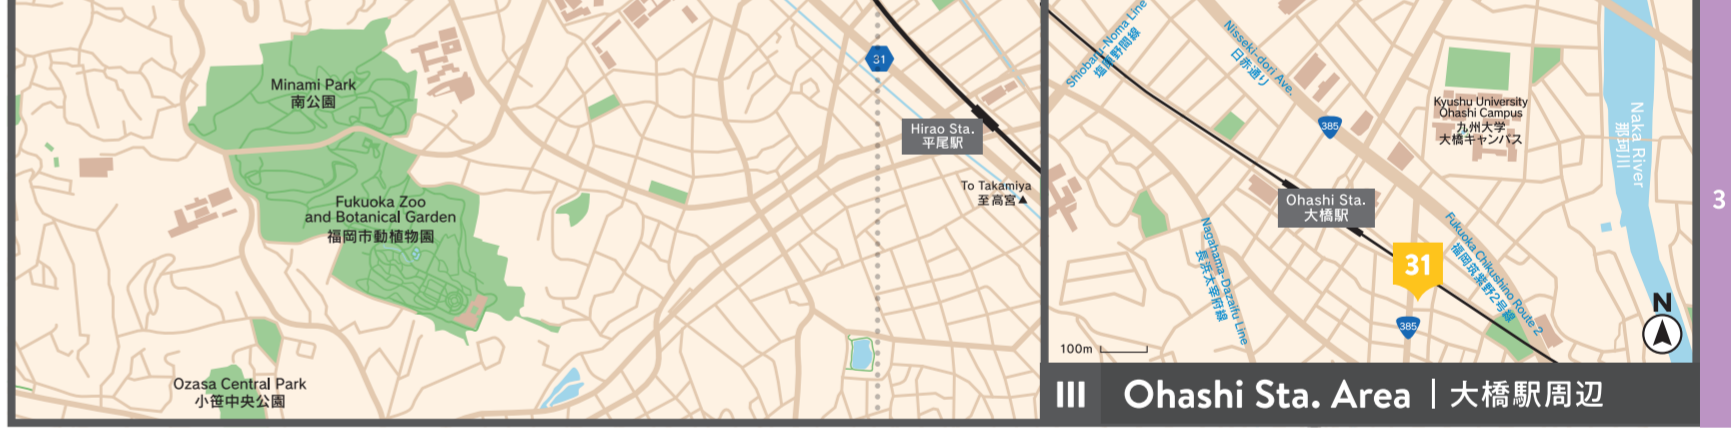 Minami Park
南公園
Fukuoka Zoo
and Botanical Garden
福岡市動植物園
Ozasa Central Park
小笹中央公園
31
Hirao Sta.
平尾駅
To Takamiya
至高宮▲
Shiobaru-Noma Line
塩原野間線
Nisseki-dori Ave.
日赤通り
385
Kyushu University
Ohashi Campus
九州大学
大橋キャンパス
Naka River
那珂川
Ohashi Sta.
大橋駅
Nagahama-Dazaifu Line
長浜太宰府線
Fukuoka Chikushino Route 2
福岡筑紫野2号線
31
385
N
100m
III Ohashi Sta. Area | 大橋駅周辺
3